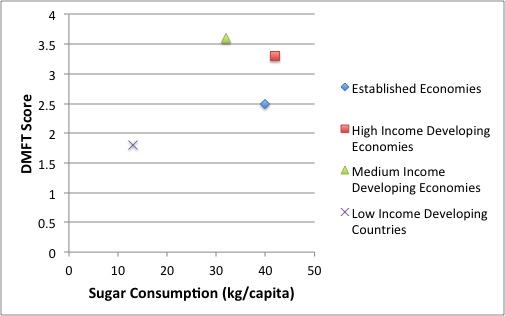 4
3.5
3
2.5
2
1.5
1
0.5
0
DMFT Score
0 10 20 30 40 50
Sugar Consumption (kg/capita)
Established Economies
High Income Developing
Economies
Medium Income
Developing Economies
Low Income Developing
Countries